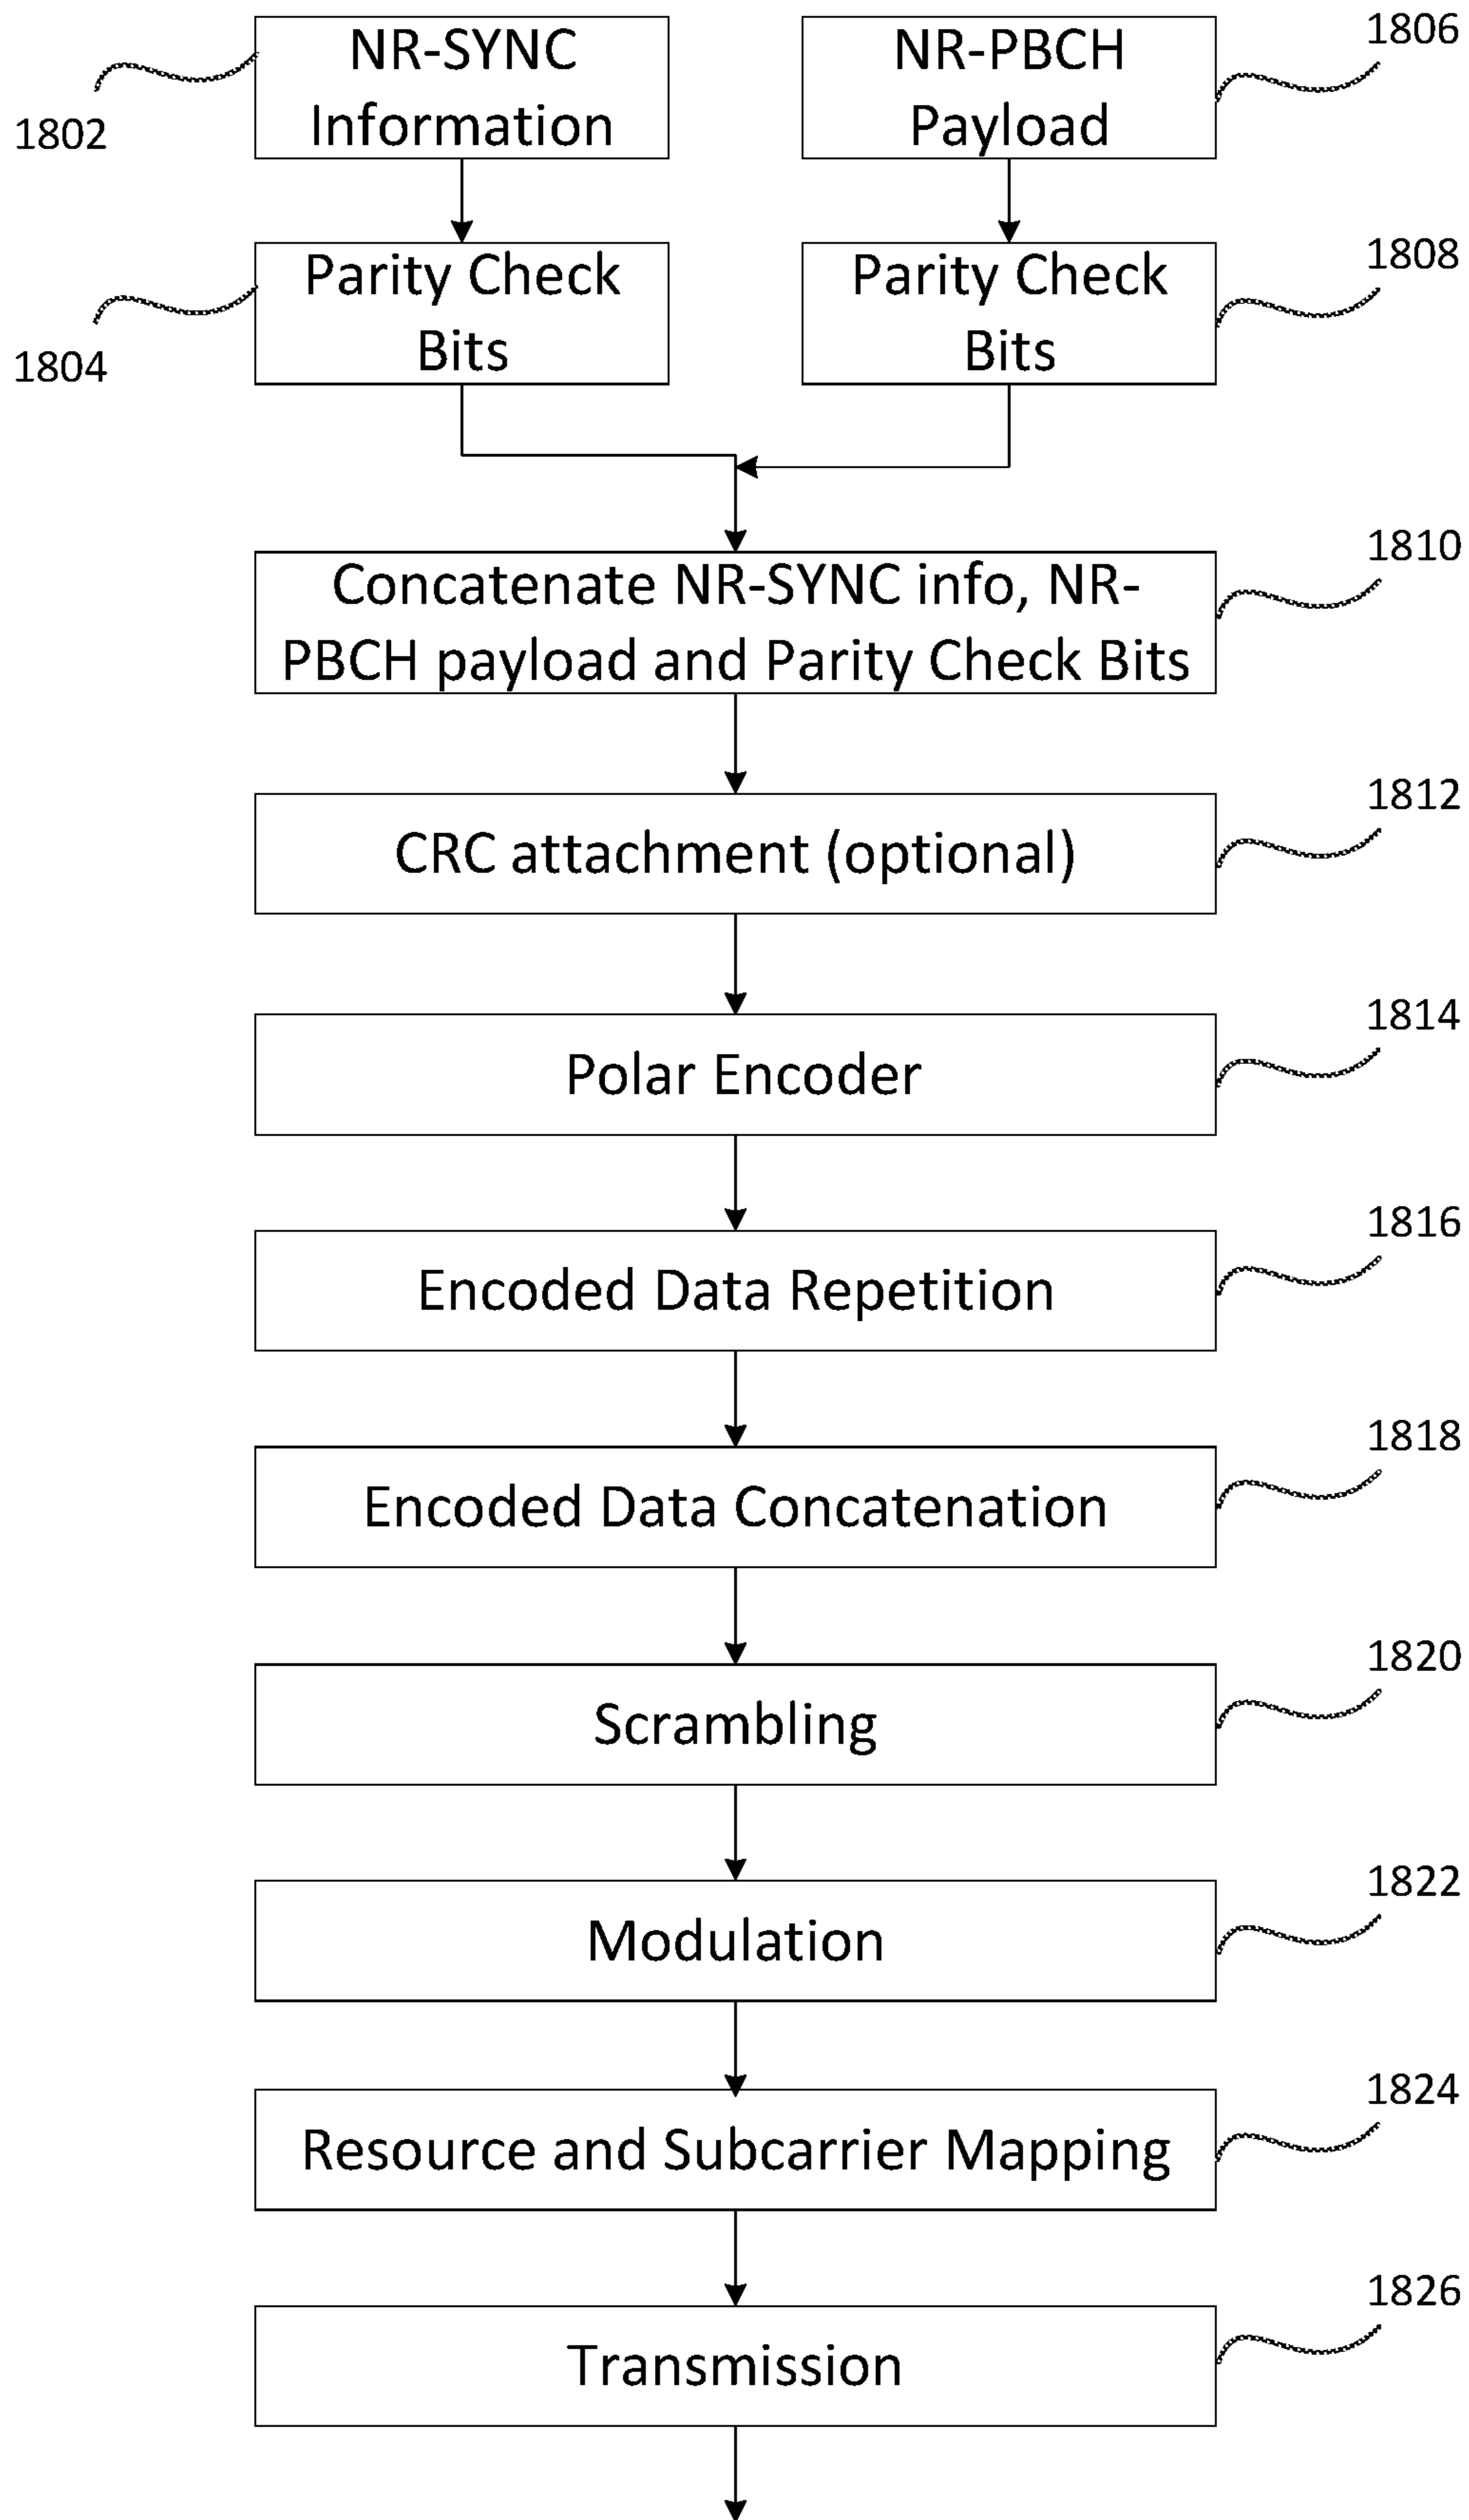 NR-SYNC
Information
1802
NR-PBCH
Payload
1806
Parity Check
Bits
1804
Parity Check
Bits
1808
Concatenate NR-SYNC info, NR-
PBCH payload and Parity Check Bits
1810
CRC attachment (optional)
1812
Polar Encoder
1814
Encoded Data Repetition
1816
Encoded Data Concatenation
1818
Scrambling
1820
Modulation
1822
Resource and Subcarrier Mapping
1824
Transmission
1826